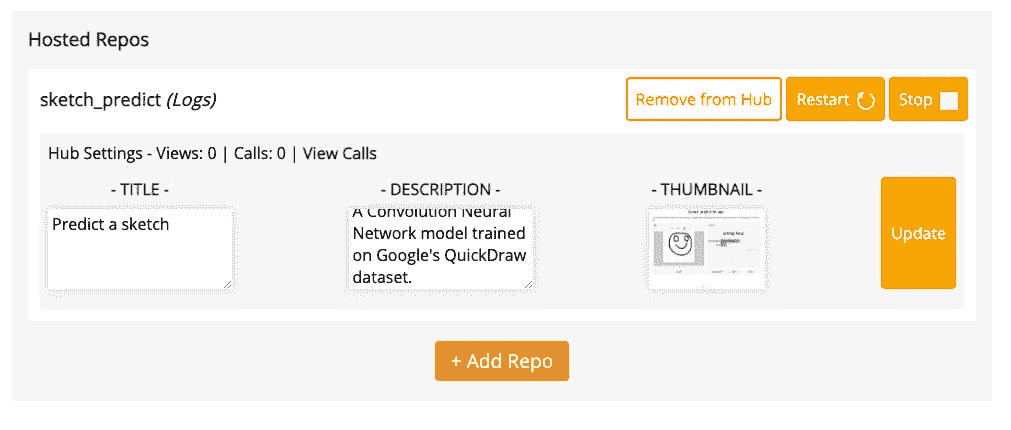 Hosted Repos
sketch_predict (Logs)
Remove from Hub
Restart
Stop
Hub Settings - Views: 0 | Calls: 0 | View Calls
- TITLE -
- DESCRIPTION -
- THUMBNAIL -
Predict a sketch
A Convolution Neural
Network model trained
on Google's QuickDraw
dataset.
Update
+ Add Repo